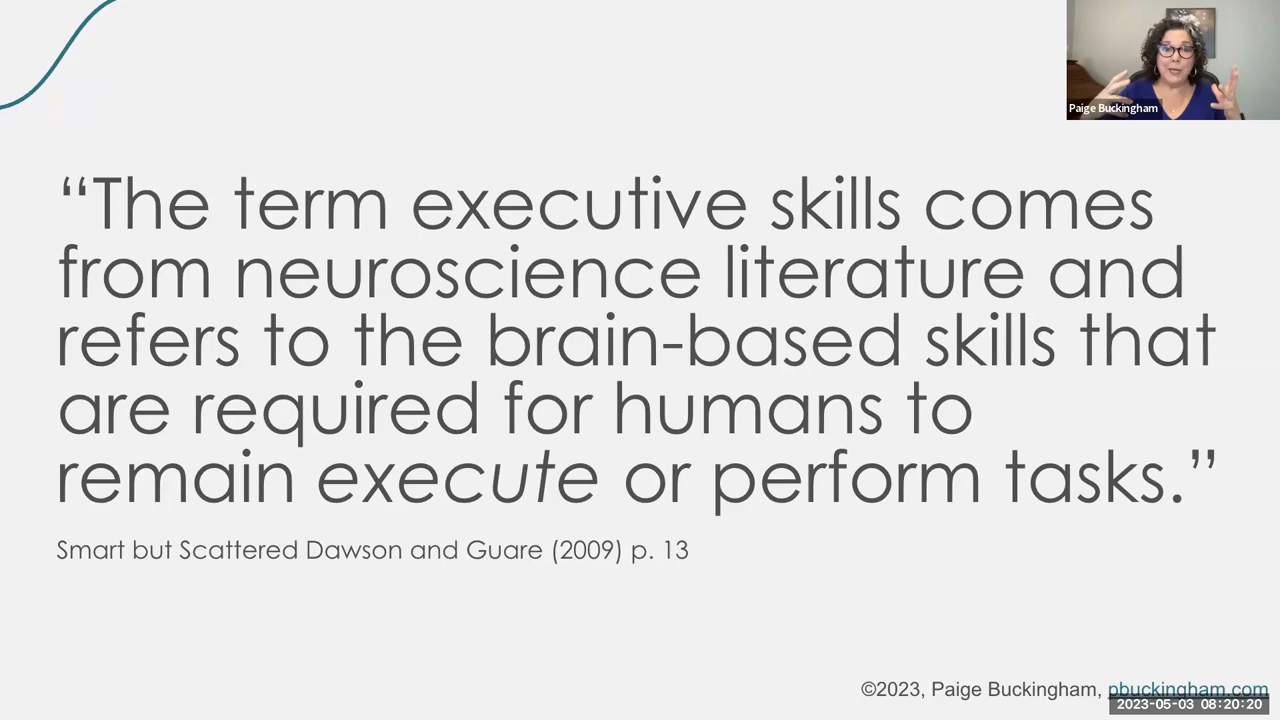 Paige Buckingham
“The term executive skills comes
from neuroscience literature and
refers to the brain-based skills that
are required for humans to
remain execute or perform tasks.”
Smart but Scattered Dawson and Guare (2009) p. 13
©2023, Paige Buckingham, pbuckingham.com
2023-05-03 08:20:20